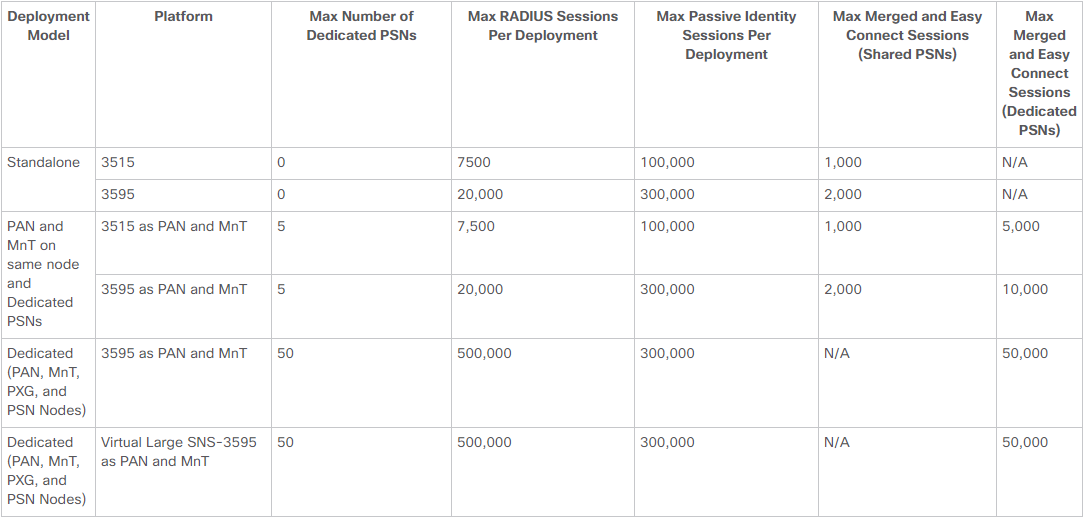 Deployment Model
Platform
Max Number of Dedicated PSNs
Max RADIUS Sessions Per Deployment
Max Passive Identity Sessions Per Deployment
Max Merged and Easy Connect Sessions (Shared PSNs)
Max Merged and Easy Connect Sessions (Dedicated PSNs)
Standalone
3515
0
7500
100,000
1,000
N/A
3595
0
20,000
300,000
2,000
N/A
PAN and MnT on same node and Dedicated PSNs
3515 as PAN and MnT
5
7,500
100,000
1,000
5,000
3595 as PAN and MnT
5
20,000
300,000
2,000
10,000
Dedicated (PAN, MnT, PXG, and PSN Nodes)
3595 as PAN and MnT
50
500,000
300,000
N/A
50,000
Dedicated (PAN, MnT, PXG, and PSN Nodes)
Virtual Large SNS-3595 as PAN and MnT
50
500,000
300,000
N/A
50,000